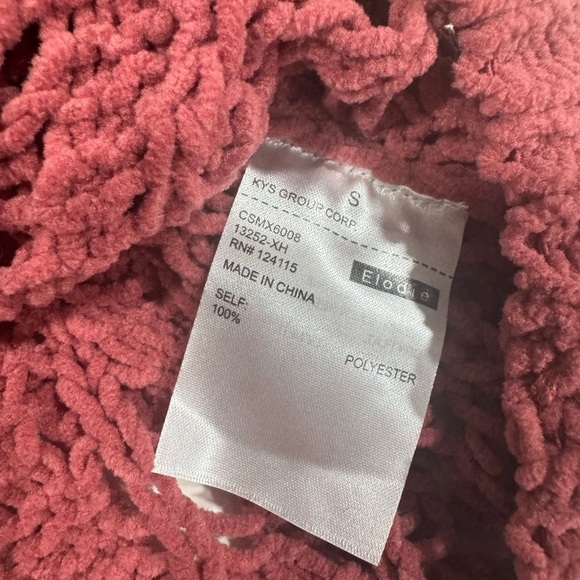 S
KYS GROUP CORP.
CSMX6008
13252-XH
RN# 124115
Elodie
MADE IN CHINA
SELF:
100%
POLYESTER